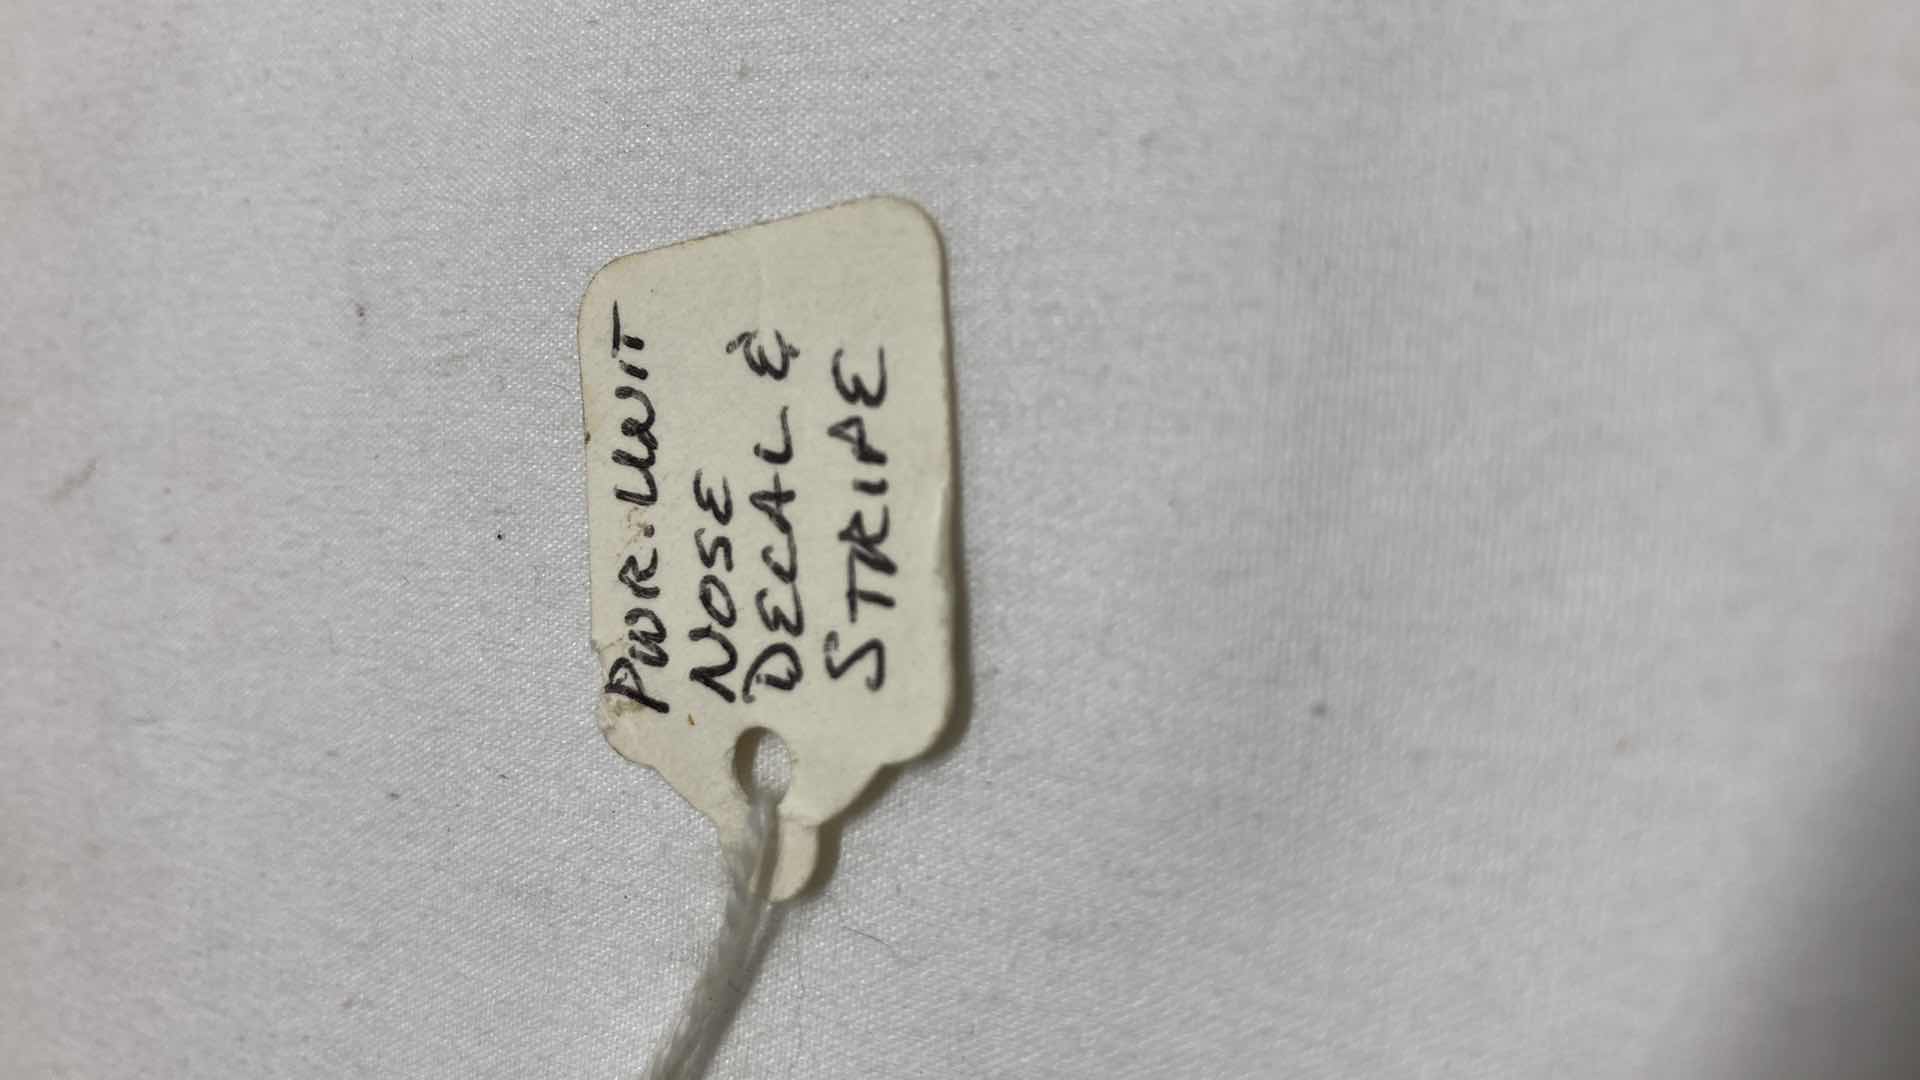 PWR. UNIT
NOSE
DECAL &
STRIPE